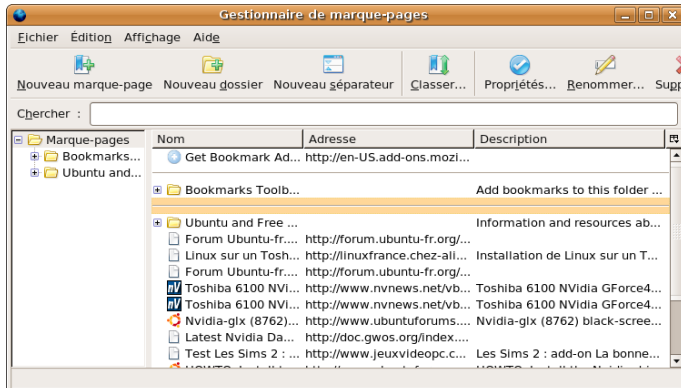 Gestionnaire de marque-pages
Fichier Édition Affichage Aide
Nouveau marque-page Nouveau dossier Nouveau séparateur Classer... Propriétés... Renommer... Supp
Chercher :
Marque-pages Nom Adresse Description
Bookmarks... Get Bookmark Ad... http://en-US.add-ons.mozi...
Ubuntu and...
Bookmarks Toolb... Add bookmarks to this folder ...
Ubuntu and Free ... Information and resources ab...
Forum Ubuntu-fr.... http://forum.ubuntu-fr.org/...
Linux sur un Tosh... http://linuxfrance.chez-ali... Installation de Linux sur un T...
Forum Ubuntu-fr.... http://forum.ubuntu-fr.org/...
Toshiba 6100 NVi... http://www.nvnews.net/vb... Toshiba 6100 NVidia GForce4...
Toshiba 6100 NVi... http://www.nvnews.net/vb... Toshiba 6100 NVidia GForce4...
Nvidia-glx (8762)... http://www.ubuntuforums.... Nvidia-glx (8762) black-scree...
Latest Nvidia Da... http://doc.gwos.org/index....
Test Les Sims 2 : ... http://www.jeuxvideopc.c... Les Sims 2 : add-on La bonne...